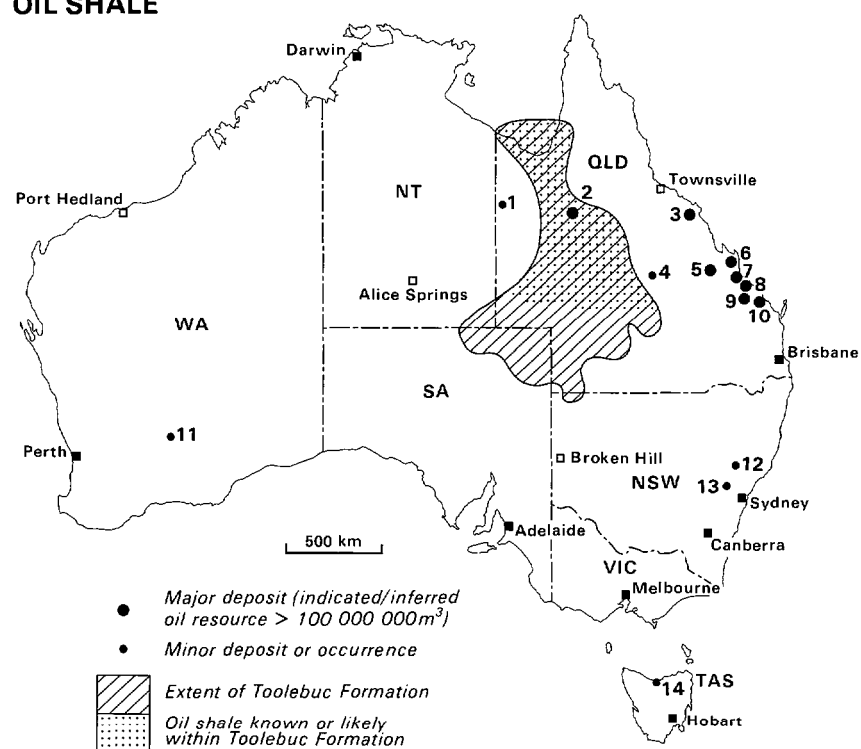 OIL SHALE
Darwin
QLD
Townsville
Port Hedland
NT
1
2
3
6
5
7
4
8
9
10
Alice Springs
WA
Brisbane
SA
11
Perth
Broken Hill
12
NSW
13
Sydney
500 km
Adelaide
Canberra
VIC
Melbourne
Major deposit (indicated/inferred
oil resource > 100 000 000m³)
Minor deposit or occurrence
TAS
14
Extent of Toolebuc Formation
Hobart
Oil shale known or likely
within Toolebuc Formation